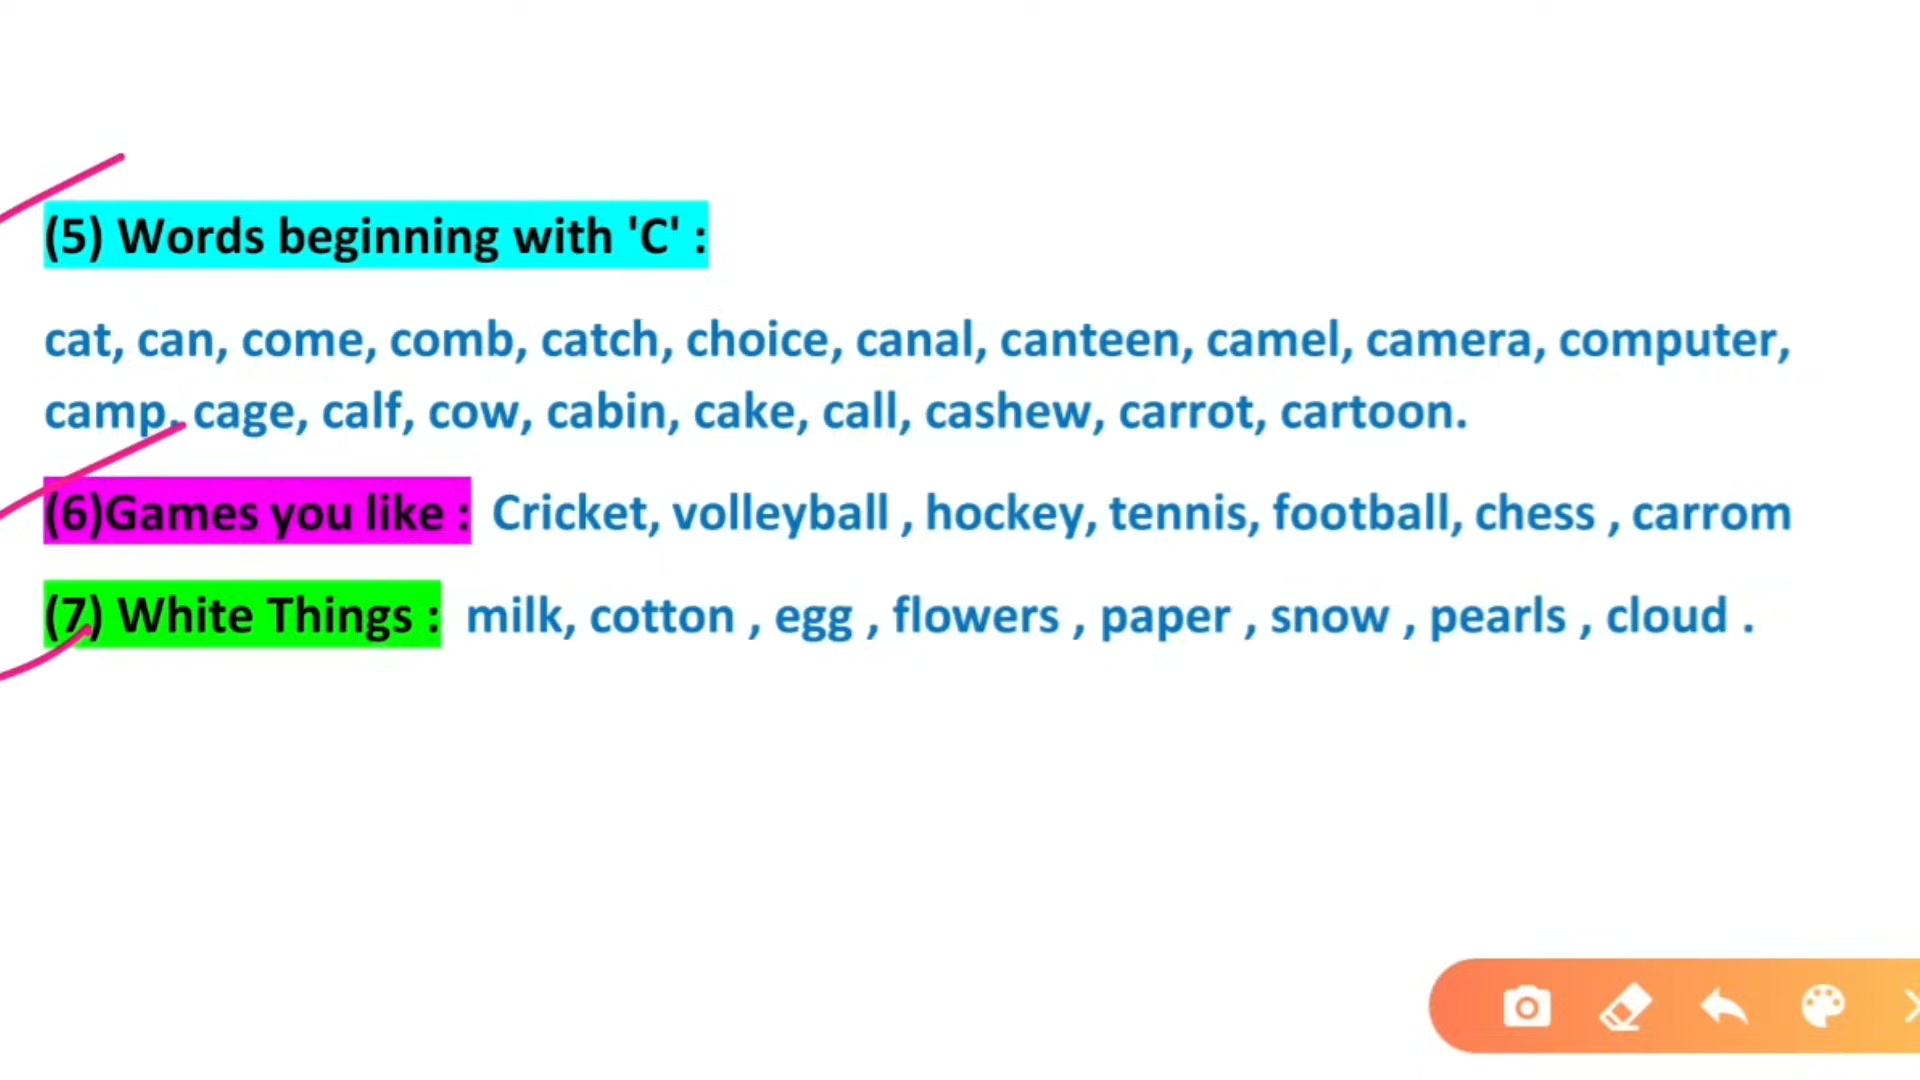 (5) Words beginning with 'C' :
cat, can, come, comb, catch, choice, canal, canteen, camel, camera, computer,
camp, cage, calf, cow, cabin, cake, call, cashew, carrot, cartoon.
(6)Games you like : Cricket, volleyball , hockey, tennis, football, chess , carrom
(7) White Things : milk, cotton , egg , flowers , paper , snow , pearls , cloud .